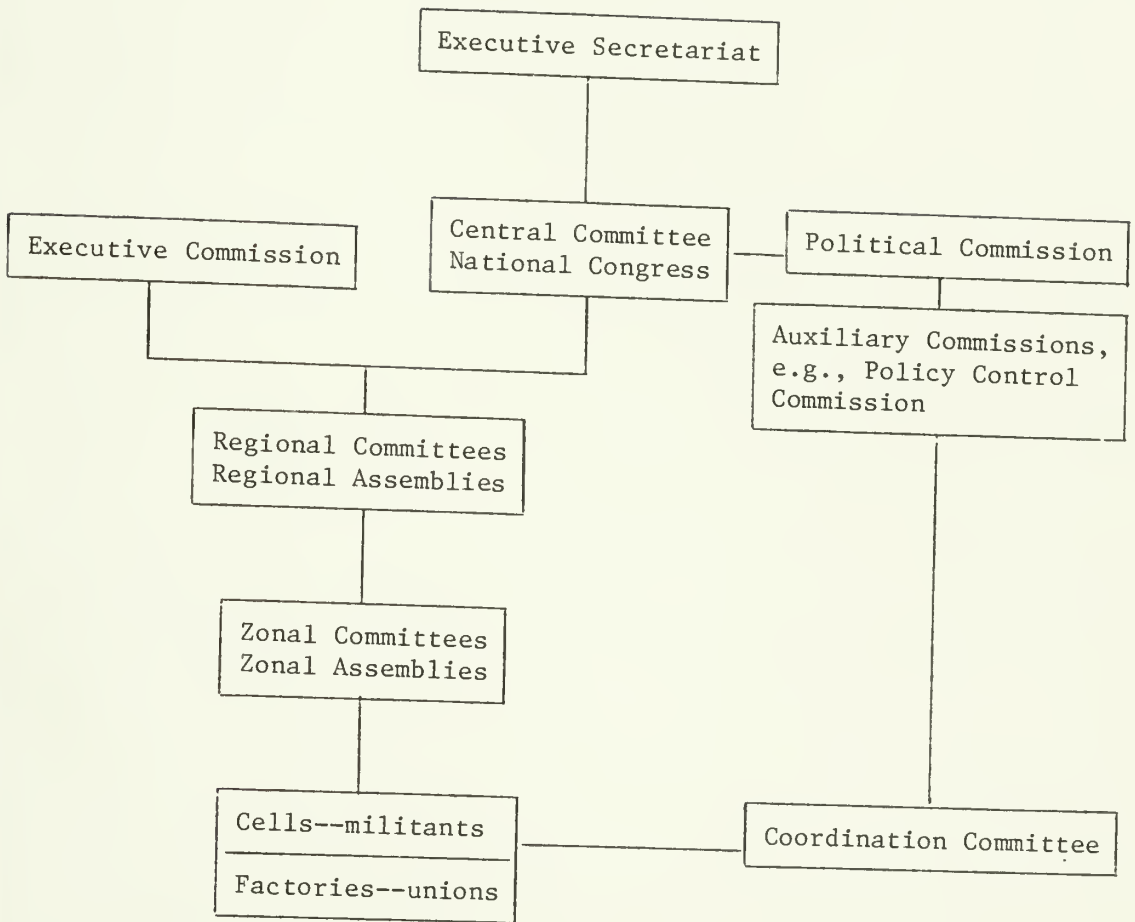 Executive Secretariat
Executive Commission
Central Committee
National Congress
Political Commission
Auxiliary Commissions,
e.g., Policy Control
Commission
Regional Committees
Regional Assemblies
Zonal Committees
Zonal Assemblies
Cells--militants
Factories--unions
Coordination Committee